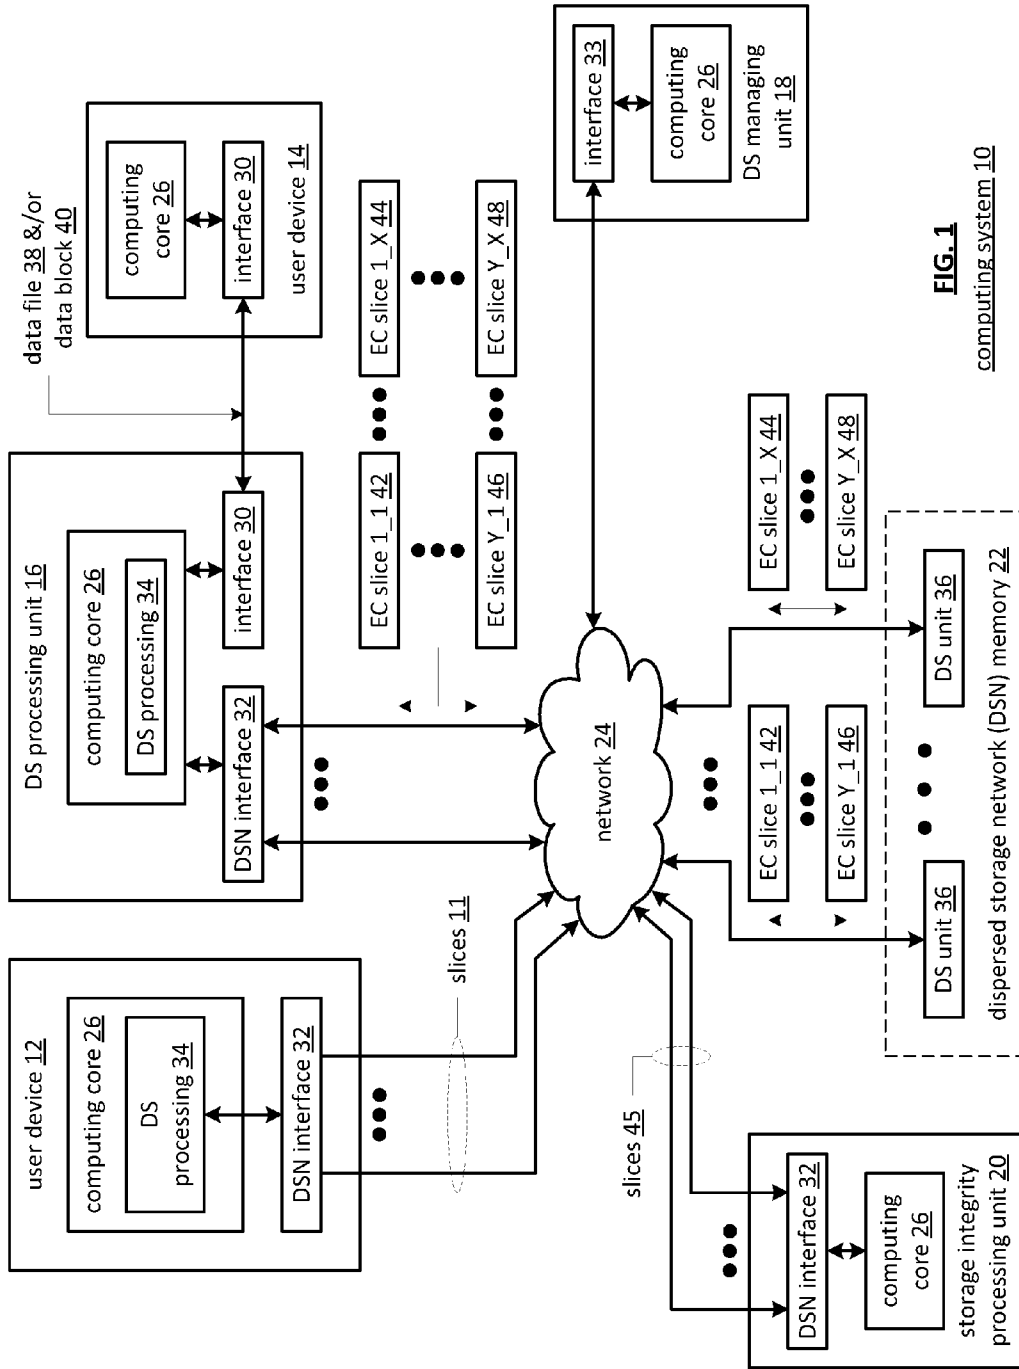 user device 12
computing core 26
DS
processing 34
DSN interface 32
DS processing unit 16
computing core 26
DS processing 34
DSN interface 32
interface 30
data file 38 &/or
data block 40
computing
core 26
interface 30
user device 14
slices 11
EC slice 1_1 42
EC slice 1_X 44
EC slice Y_1 46
EC slice Y_X 48
network 24
interface 33
computing
core 26
DS managing
unit 18
slices 45
DSN interface 32
computing
core 26
storage integrity
processing unit 20
EC slice 1_1 42
EC slice Y_1 46
EC slice 1_X 44
EC slice Y_X 48
DS unit 36
DS unit 36
dispersed storage network (DSN) memory 22
FIG. 1
computing system 10